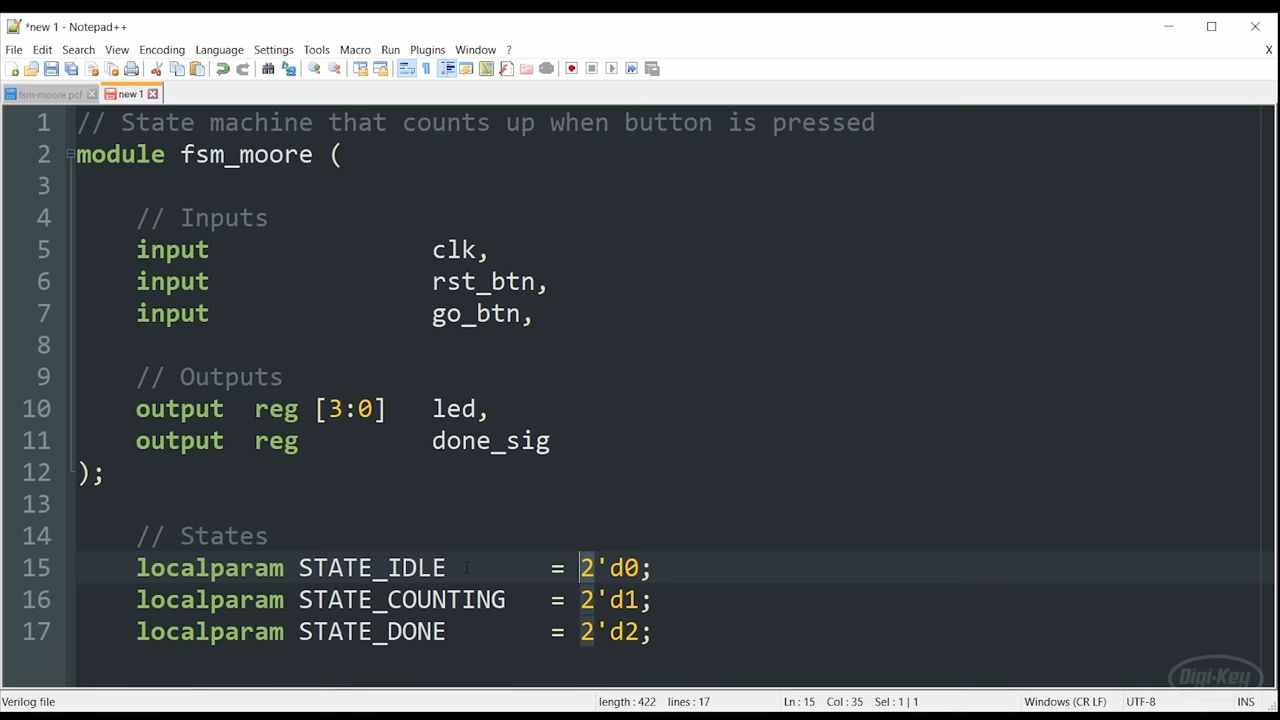 *new 1 - Notepad++
File Edit Search View Encoding Language Settings Tools Macro Run Plugins Window ? X
fsm-moore.pcf new 1
1 // State machine that counts up when button is pressed
2 module fsm_moore (
3
4 // Inputs
5 input clk,
6 input rst_btn,
7 input go_btn,
8
9 // Outputs
10 output reg [3:0] led,
11 output reg done_sig
12 );
13
14 // States
15 localparam STATE_IDLE = 2'd0;
16 localparam STATE_COUNTING = 2'd1;
17 localparam STATE_DONE = 2'd2;
Digi-Key
Verilog file length : 422 lines : 17 Ln : 15 Col : 35 Sel : 1 | 1 Windows (CR LF) UTF-8 INS